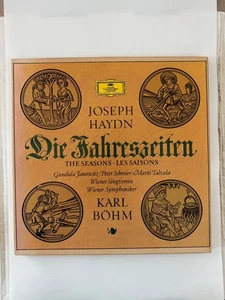 JOSEPH
HAYDN
Die Jahreszeiten
THE SEASONS · LES SAISONS
Gundula Janowitz · Peter Schreier · Martti Talvela
Wiener Singverein
Wiener Symphoniker
KARL
BÖHM